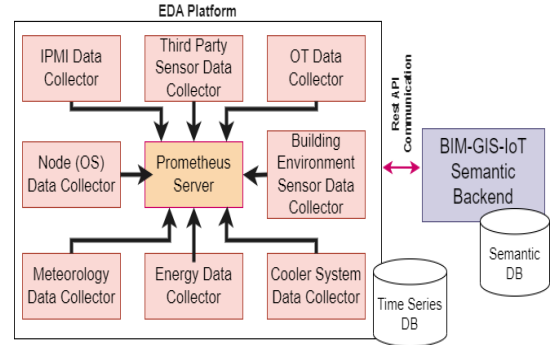 EDA Platform
IPMI Data
Collector
Third Party
Sensor Data
Collector
OT Data
Collector
Node (OS)
Data Collector
Prometheus
Server
Building
Environment
Sensor Data
Collector
Meteorology
Data Collector
Energy Data
Collector
Cooler System
Data Collector
Time Series
DB
Rest API
Communication
BIM-GIS-IoT
Semantic
Backend
Semantic
DB